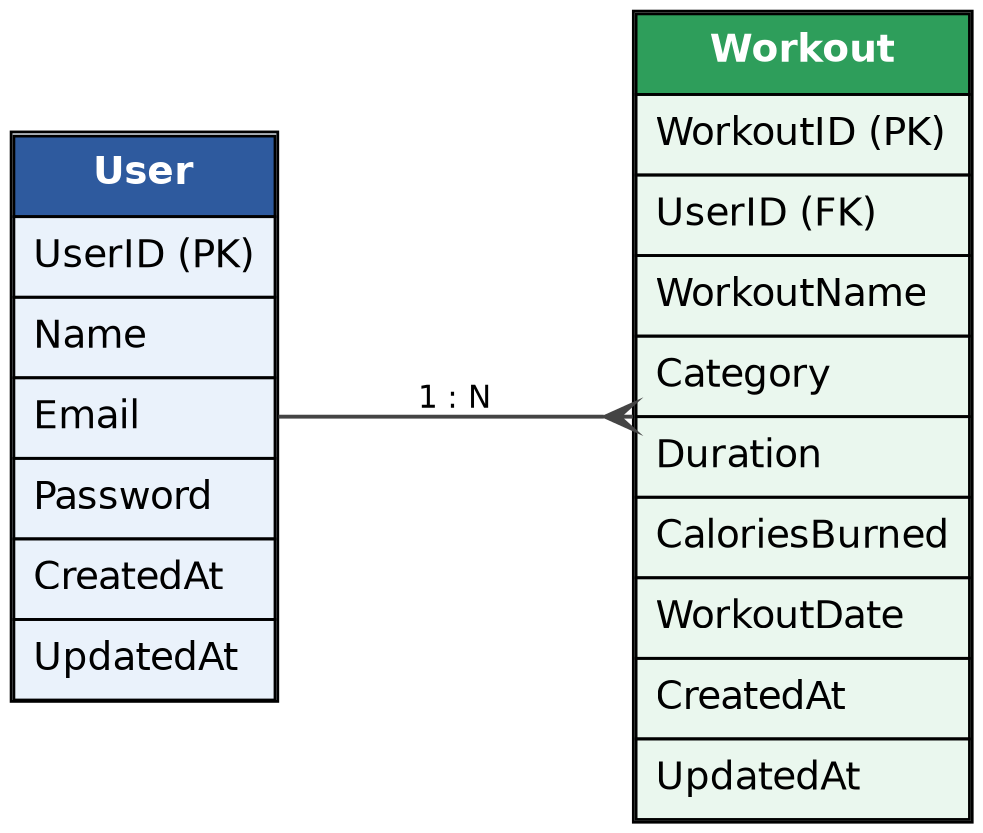 User
UserID (PK)
Name
Email
Password
CreatedAt
UpdatedAt
1 : N
Workout
WorkoutID (PK)
UserID (FK)
WorkoutName
Category
Duration
CaloriesBurned
WorkoutDate
CreatedAt
UpdatedAt